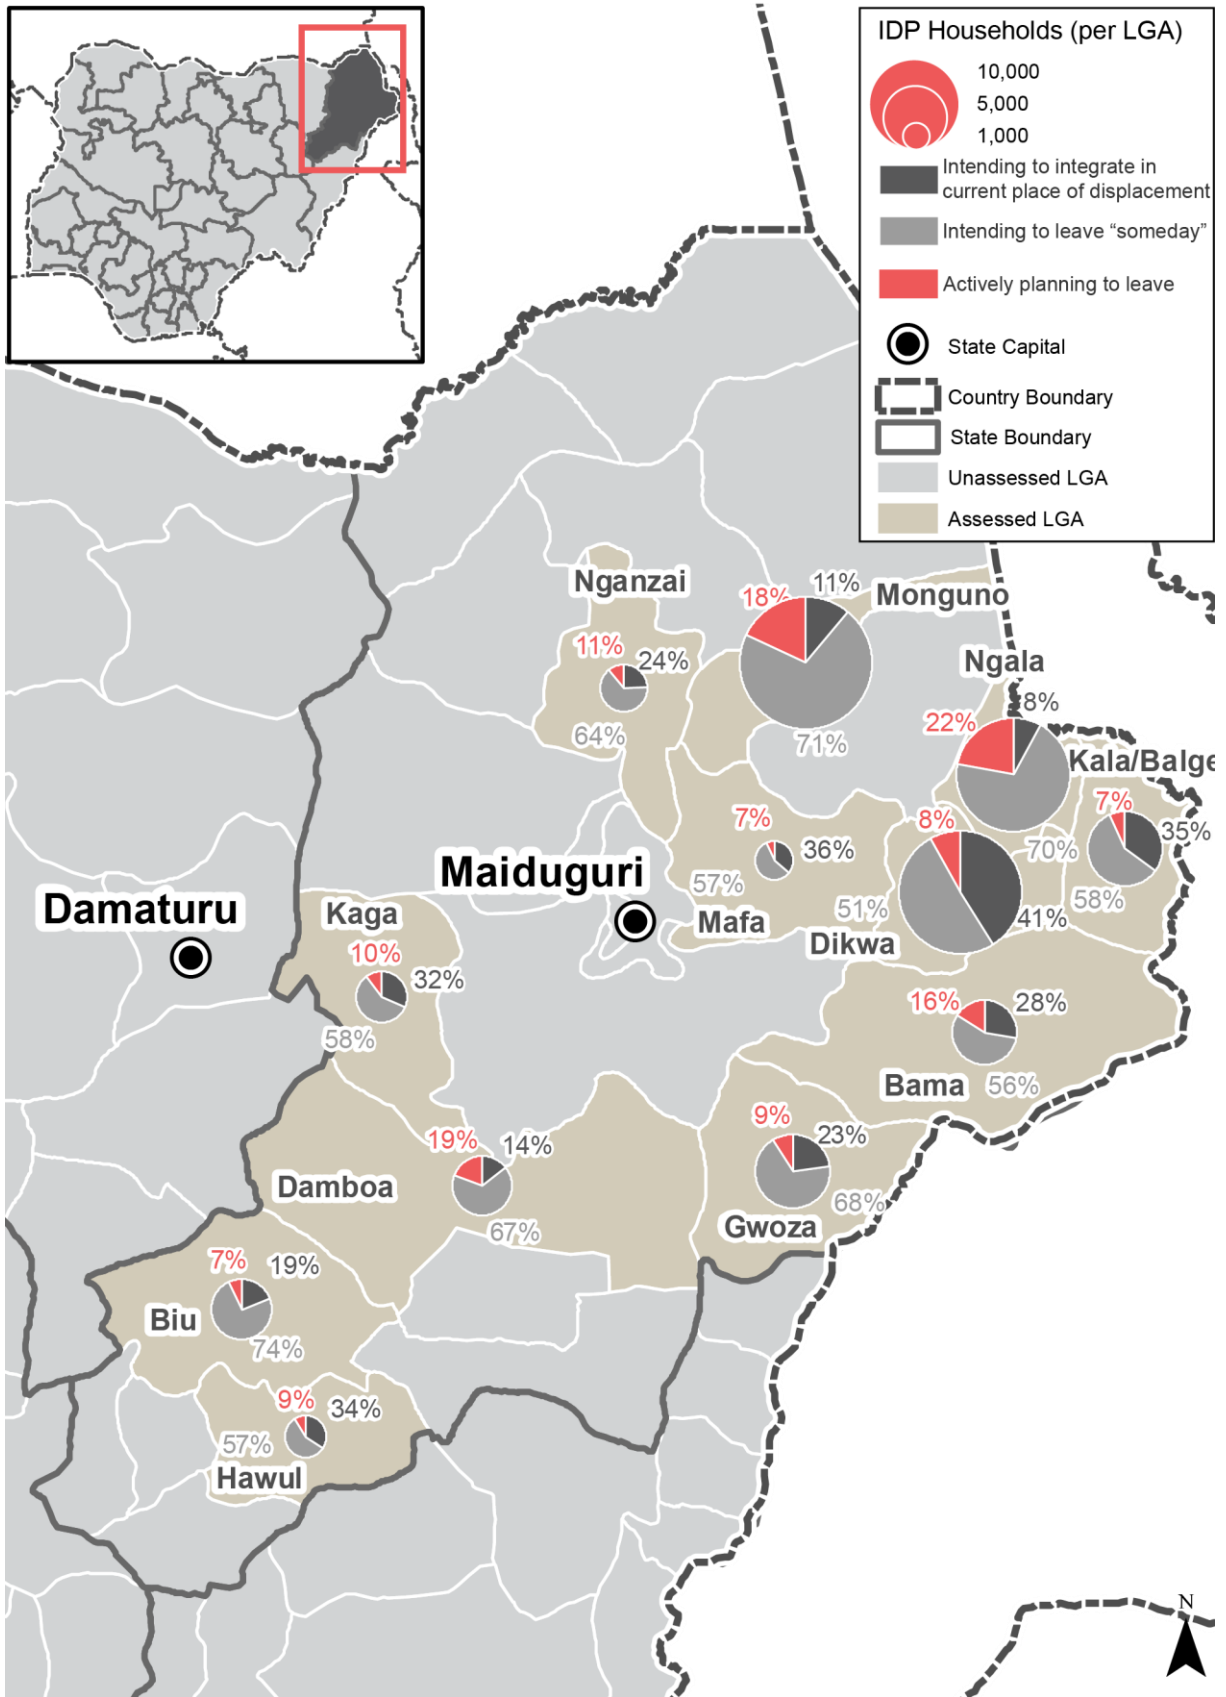 IDP Households (per LGA)
10,000
5,000
1,000
Intending to integrate in
current place of displacement
Intending to leave “someday”
Actively planning to leave
State Capital
Country Boundary
State Boundary
Unassessed LGA
Assessed LGA
Nganzai
11%
24%
64%
18%
11%
Monguno
71%
Ngala
8%
22%
70%
Kala/Balge
7%
35%
58%
7%
36%
57%
Mafa
8%
51%
41%
Dikwa
Maiduguri
Damaturu
Kaga
10%
32%
58%
16%
28%
Bama
56%
9%
23%
68%
Gwoza
19%
14%
Damboa
67%
7%
19%
Biu
74%
9%
34%
57%
Hawul
N